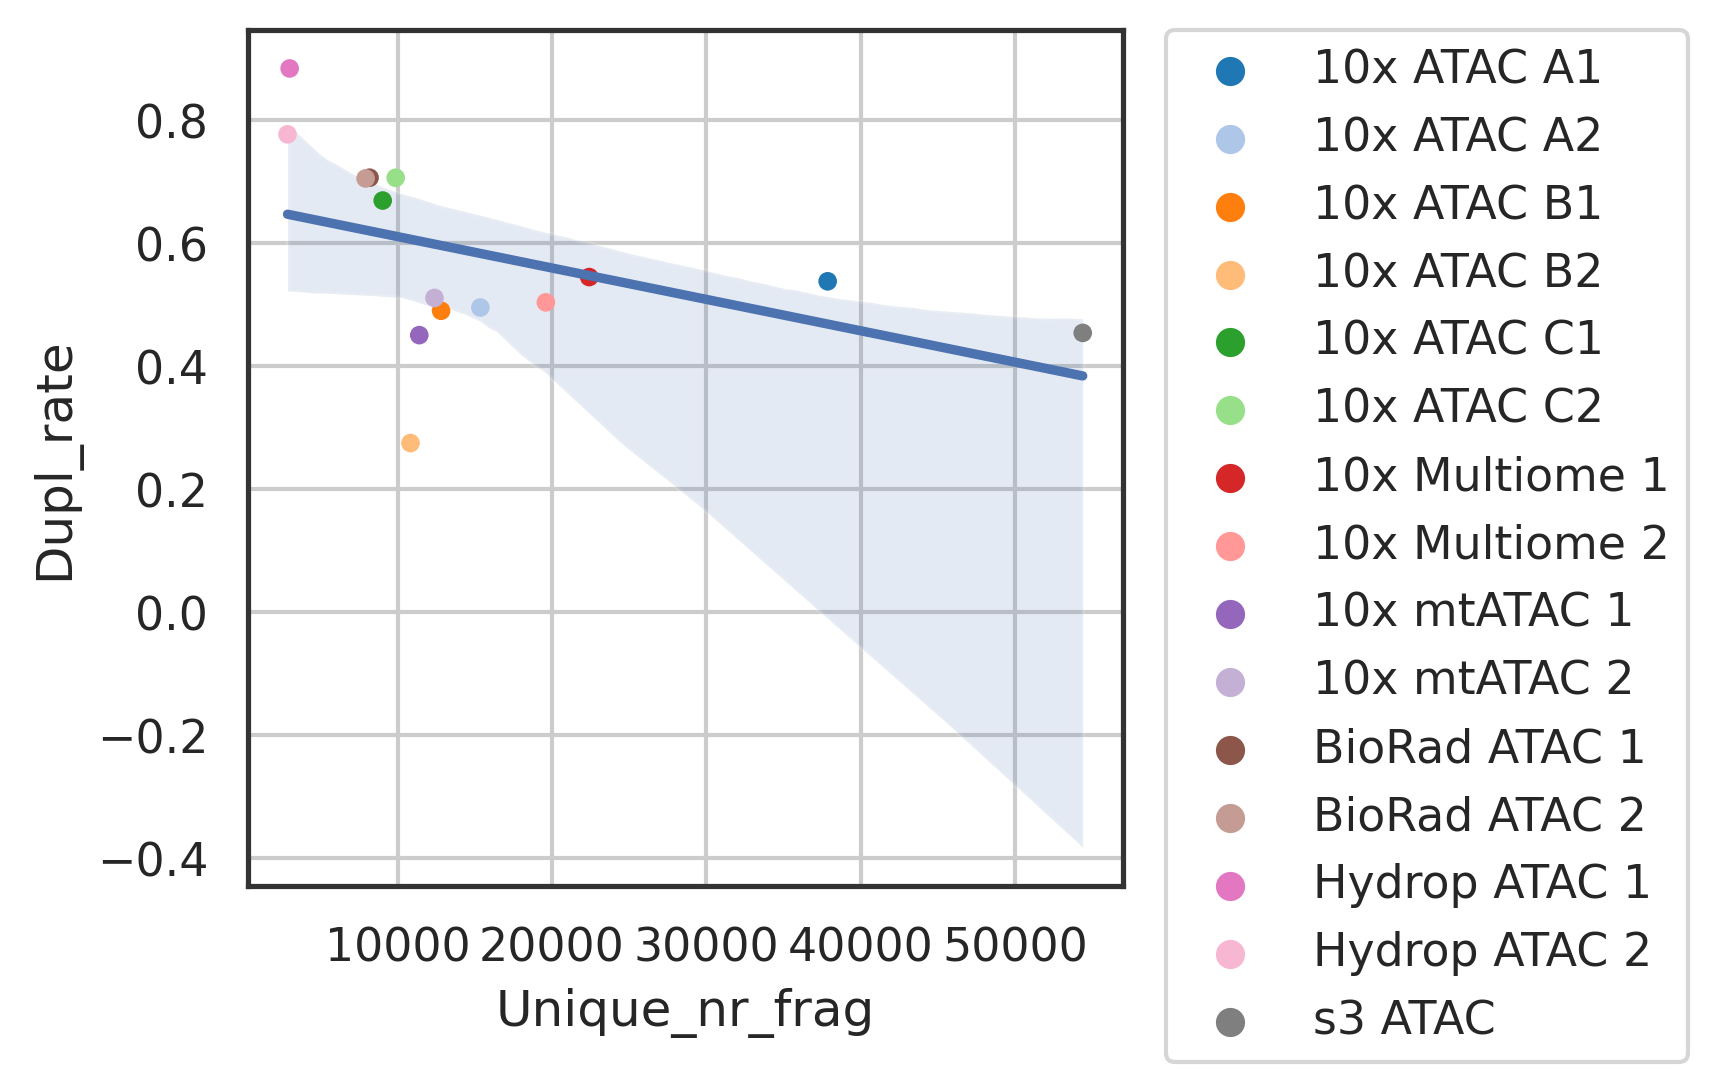 0.8
0.6
0.4
0.2
0.0
−0.2
−0.4
Dupl_rate
10000 20000 30000 40000 50000
Unique_nr_frag
10x ATAC A1
10x ATAC A2
10x ATAC B1
10x ATAC B2
10x ATAC C1
10x ATAC C2
10x Multiome 1
10x Multiome 2
10x mtATAC 1
10x mtATAC 2
BioRad ATAC 1
BioRad ATAC 2
Hydrop ATAC 1
Hydrop ATAC 2
s3 ATAC